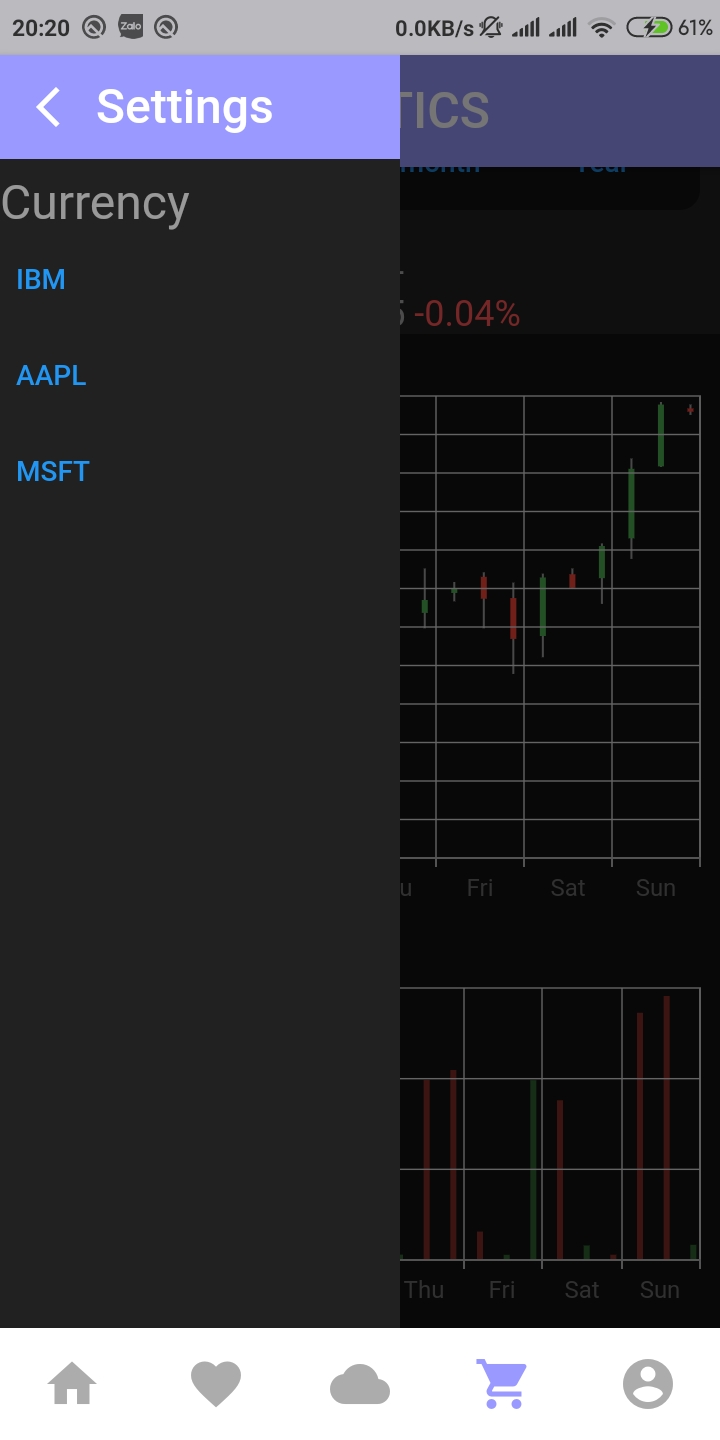 20:20 Zalo 0.0KB/s 61%
Settings
TICS
month Year
Currency
IBM
5 -0.04%
AAPL
MSFT
u Fri Sat Sun
Thu Fri Sat Sun